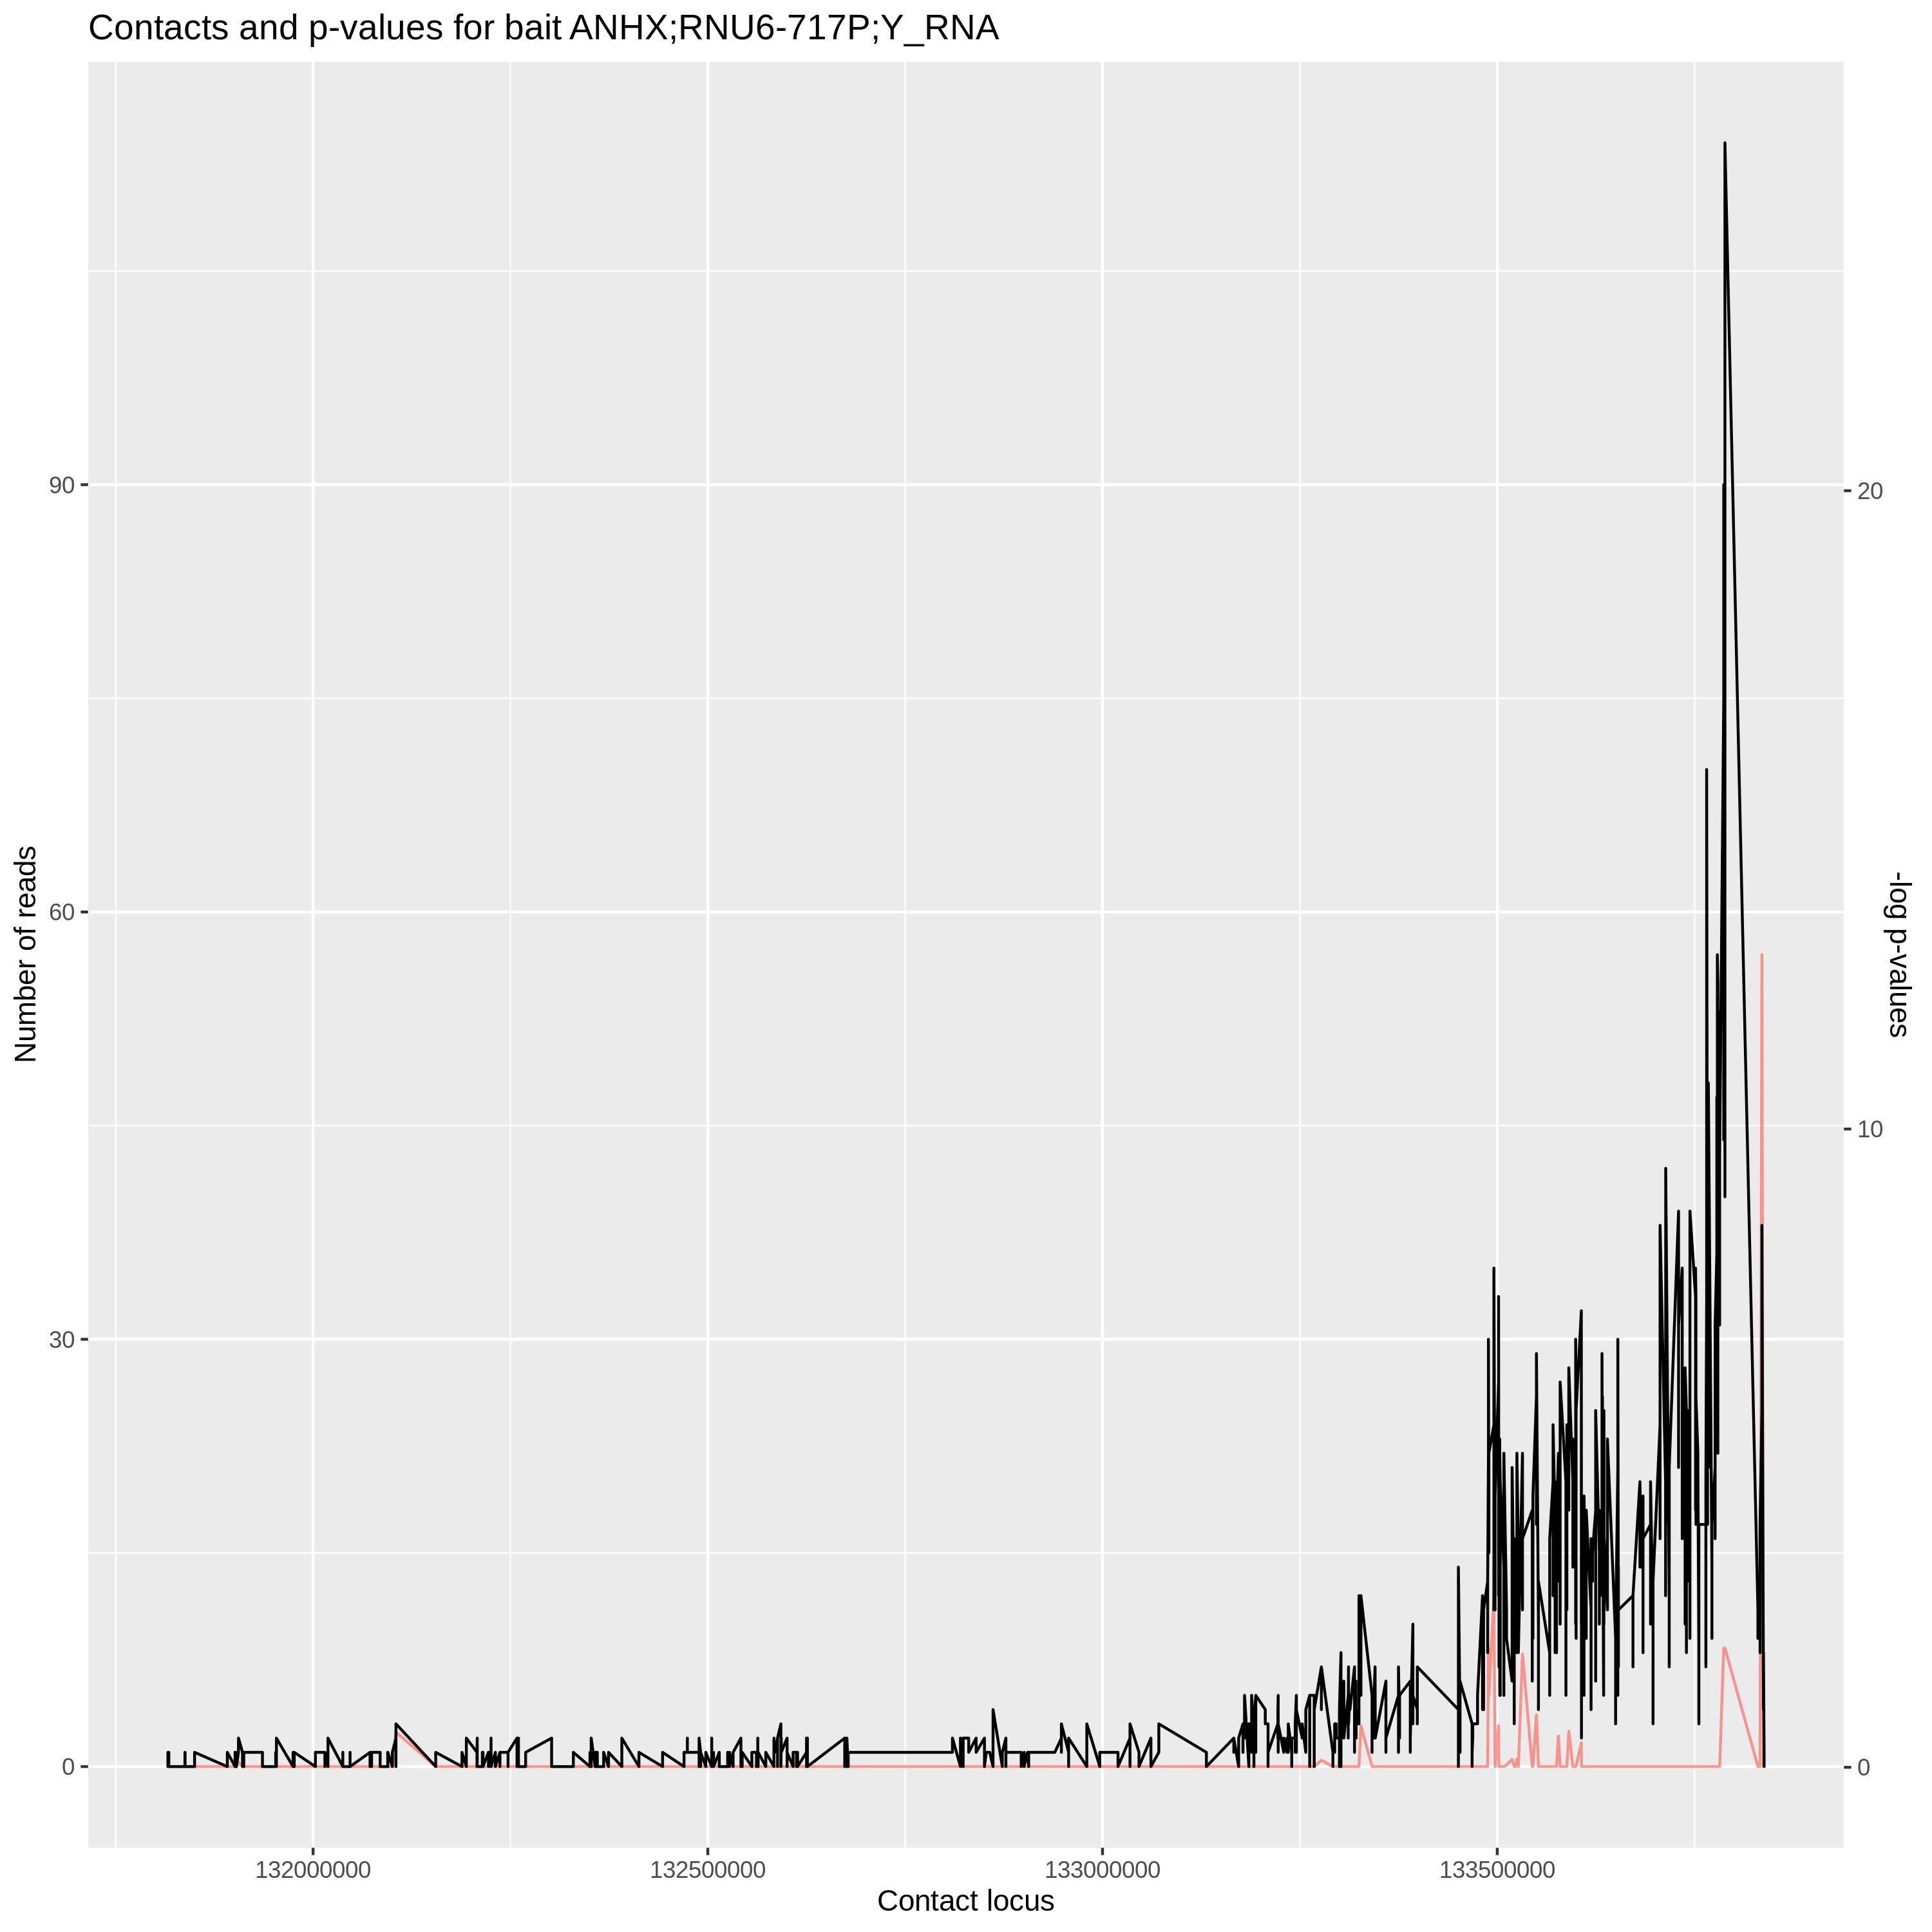 Contacts and p-values for bait ANHX;RNU6-717P;Y_RNA
Number of reads
90
60
30
0
20
10
0
-log p-values
132000000 132500000 133000000 133500000
Contact locus